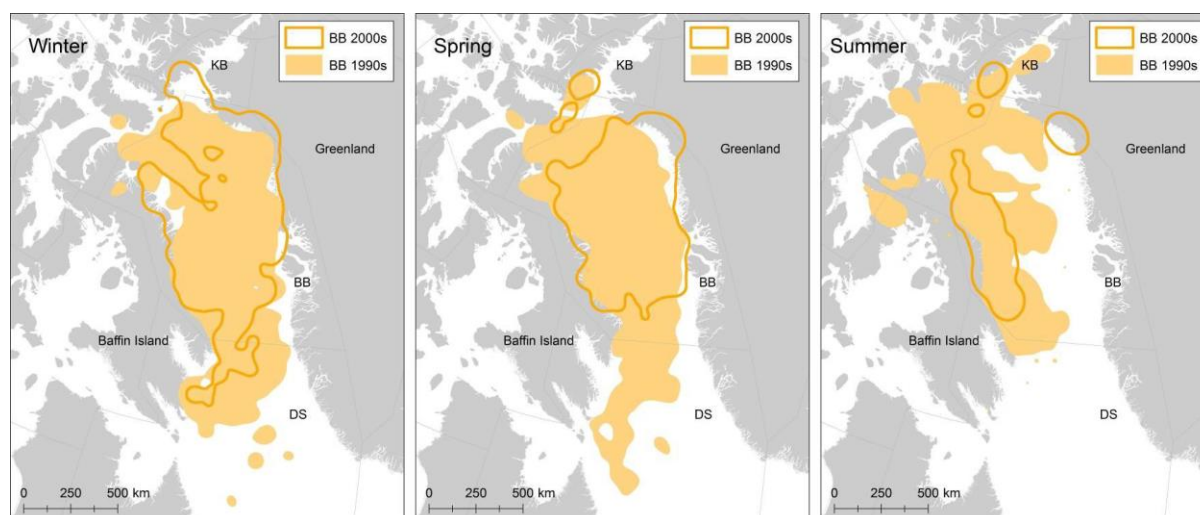 Winter
BB 2000s
BB 1990s
KB
Greenland
BB
Baffin Island
DS
0 250 500 km
Spring
BB 2000s
BB 1990s
KB
Greenland
BB
Baffin Island
DS
0 250 500 km
Summer
BB 2000s
BB 1990s
KB
Greenland
BB
Baffin Island
DS
0 250 500 km